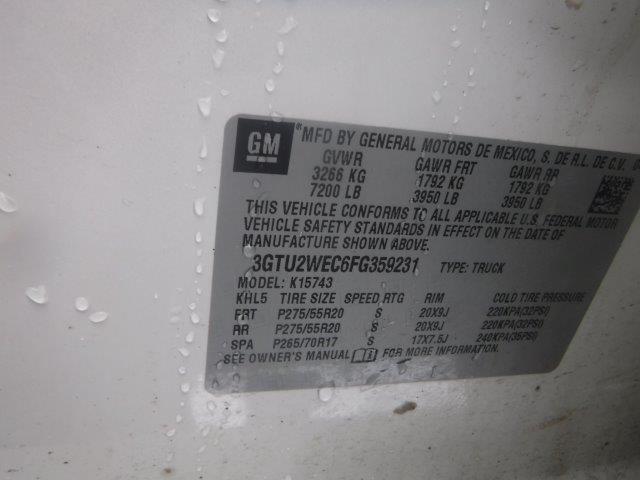 GM
®MFD BY GENERAL MOTORS DE MEXICO, S. DE R.L. DE C.V.
GVWR GAWR FRT GAWR RR
3266 KG 1792 KG 1792 KG
7200 LB 3950 LB 3950 LB
THIS VEHICLE CONFORMS TO ALL APPLICABLE U.S. FEDERAL MOTOR
VEHICLE SAFETY STANDARDS IN EFFECT ON THE DATE OF
MANUFACTURE SHOWN ABOVE.
3GTU2WEC6FG359231 TYPE: TRUCK
MODEL: K15743
KHL5 TIRE SIZE SPEED RTG RIM COLD TIRE PRESSURE
FRT P275/55R20 S 20X9J 220KPA(32PSI)
RR P275/55R20 S 20X9J 220KPA(32PSI)
SPA P265/70R17 S 17X7.5J 240KPA(35PSI)
SEE OWNER'S MANUAL FOR MORE INFORMATION.